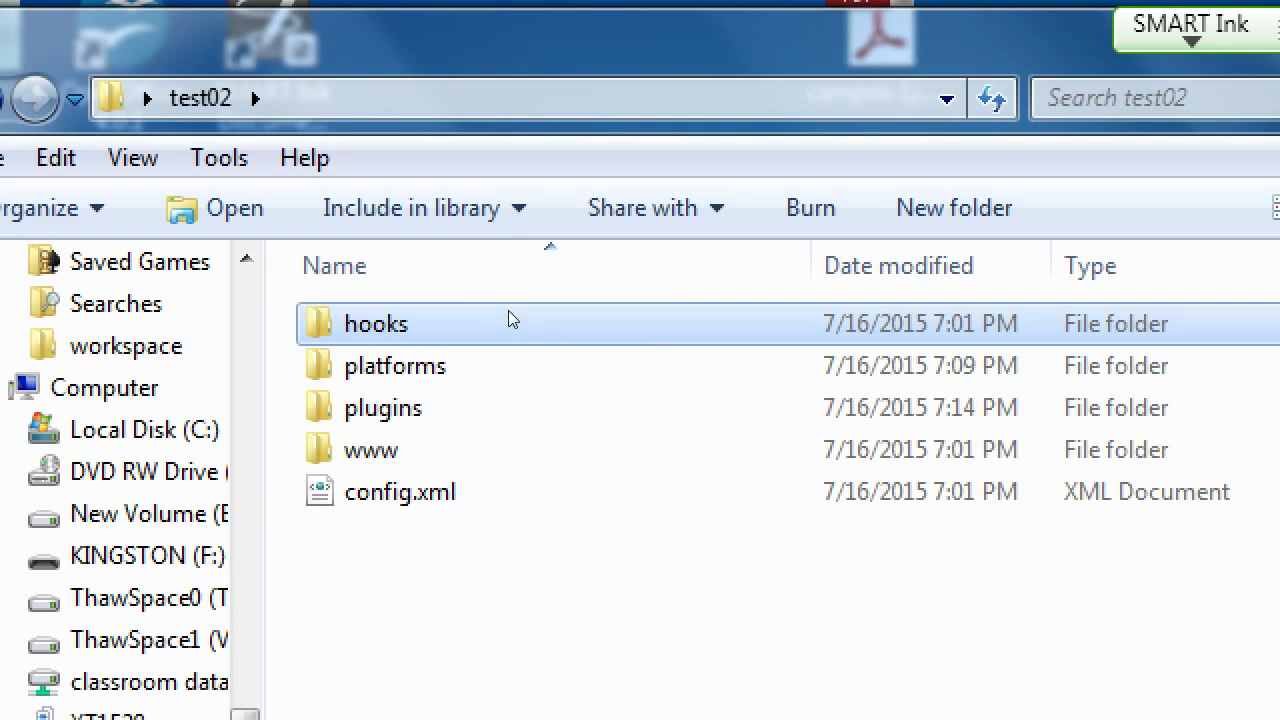 SMART Ink
test02
Search test02
Edit View Tools Help
rganize Open Include in library Share with Burn New folder
Name Date modified Type
Saved Games
Searches
workspace
Computer
Local Disk (C:)
DVD RW Drive (
New Volume (E
KINGSTON (F:)
ThawSpace0 (T
ThawSpace1 (V
classroom data
hooks 7/16/2015 7:01 PM File folder
platforms 7/16/2015 7:09 PM File folder
plugins 7/16/2015 7:14 PM File folder
www 7/16/2015 7:01 PM File folder
config.xml 7/16/2015 7:01 PM XML Document